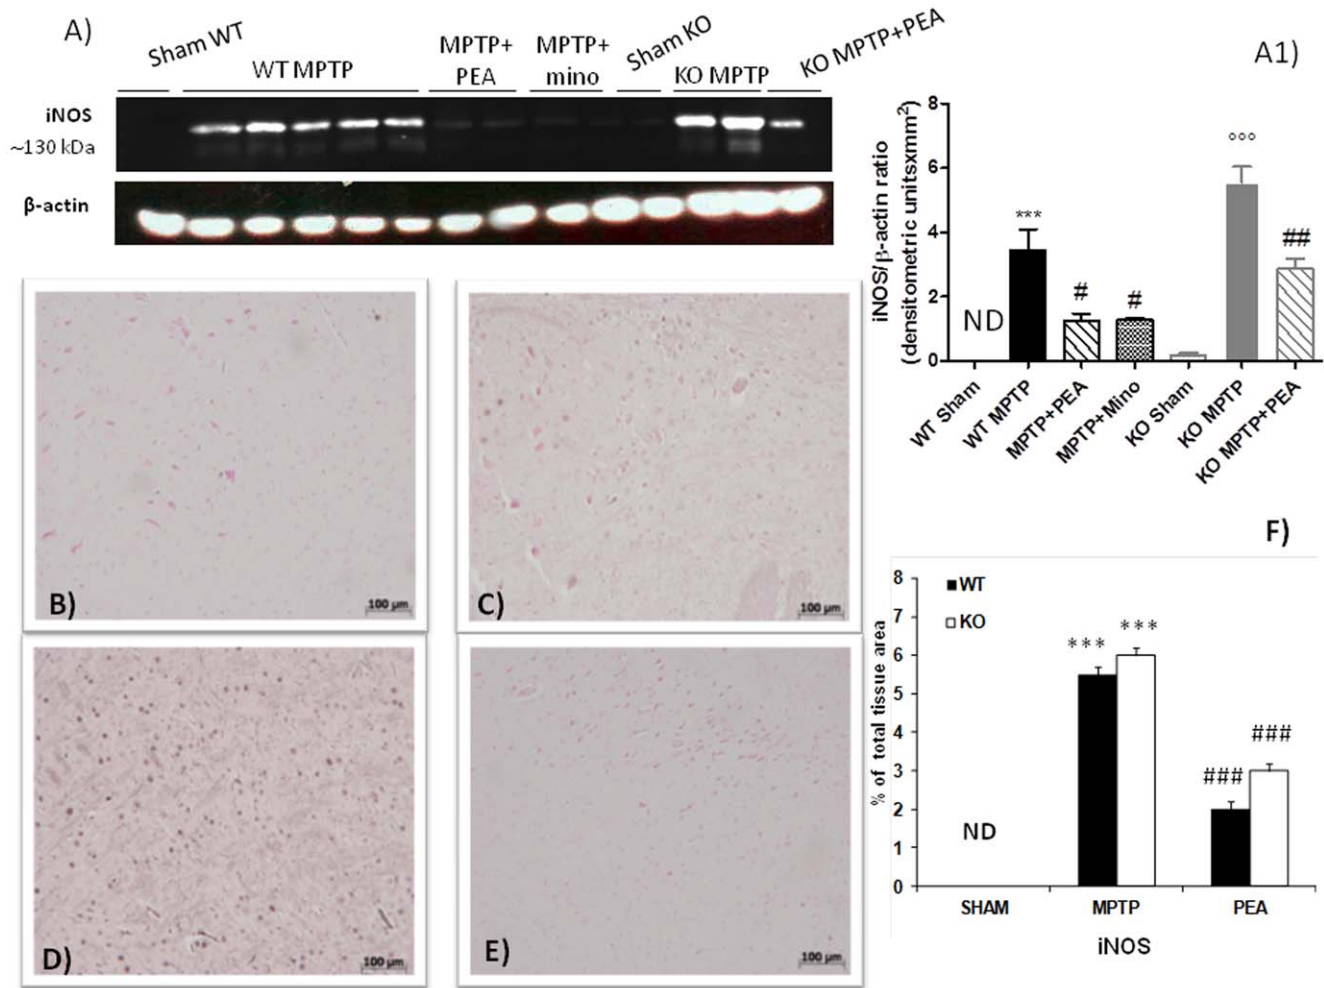 A)
Sham WT
WT MPTP
MPTP+
PEA
MPTP+
mino
Sham KO
KO MPTP
KO MPTP+PEA
iNOS
~130 kDa
β-actin
A1)
iNOS/β-actin ratio
(densitometric unitsxmm²)
8
6
4
2
0
ND
***
#
#
°°°
##
WT Sham
WT MPTP
MPTP+PEA
MPTP+Mino
KO Sham
KO MPTP
KO MPTP+PEA
B)
100 µm
C)
100 µm
D)
100 µm
E)
100 µm
F)
% of total tissue area
8
7
6
5
4
3
2
1
0
WT
KO
ND
***
***
###
###
SHAM
MPTP
PEA
iNOS